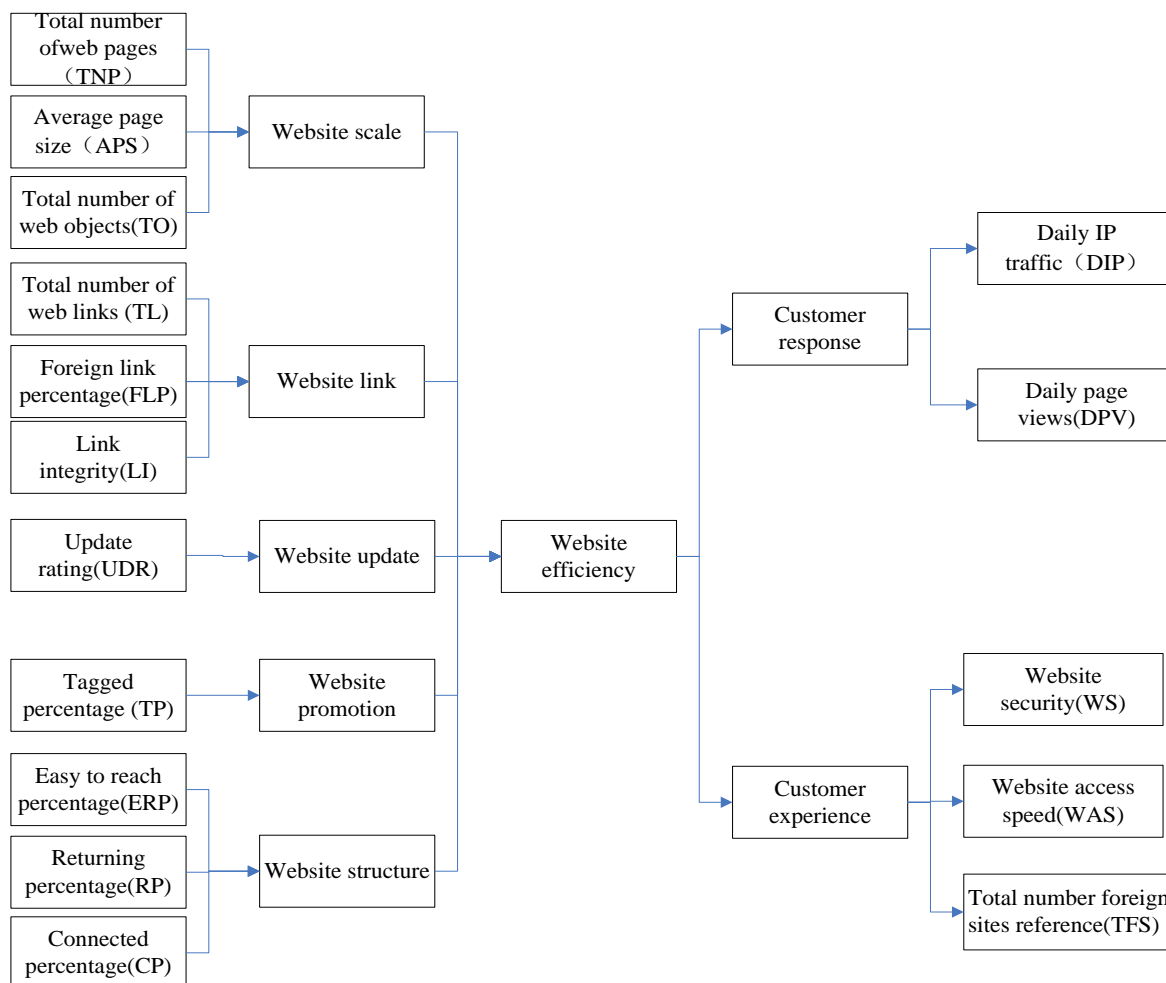 Total number
ofweb pages
（TNP）
Average page
size（APS）
Total number of
web objects(TO)
Website scale
Total number of
web links (TL)
Foreign link
percentage(FLP)
Link
integrity(LI)
Website link
Update
rating(UDR)
Website update
Tagged
percentage (TP)
Website
promotion
Easy to reach
percentage(ERP)
Returning
percentage(RP)
Connected
percentage(CP)
Website structure
Website
efficiency
Customer
response
Daily IP
traffic（DIP）
Daily page
views(DPV)
Customer
experience
Website
security(WS)
Website access
speed(WAS)
Total number foreign
sites reference(TFS)